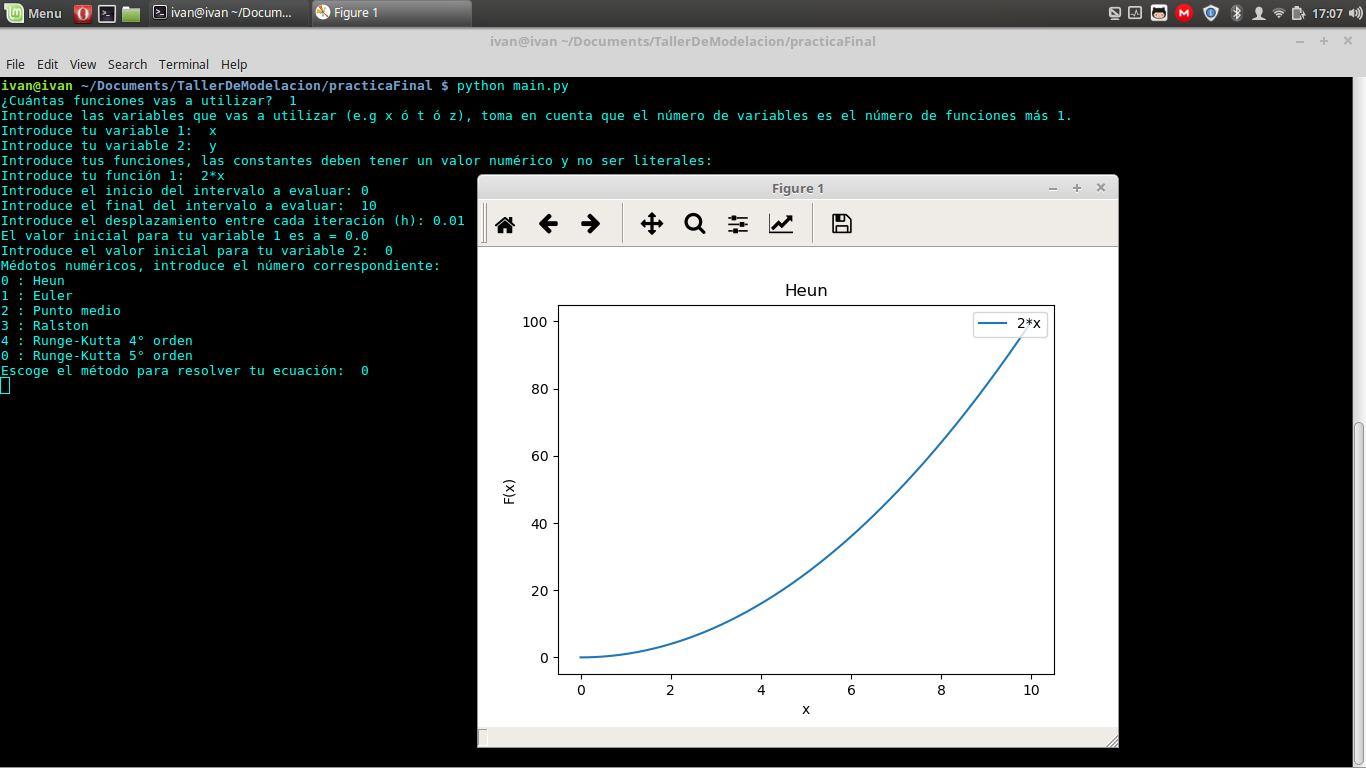 Menu
ivan@ivan ~/Docum...
Figure 1
17:07
ivan@ivan ~/Documents/TallerDeModelacion/practicaFinal
File Edit View Search Terminal Help
ivan@ivan ~/Documents/TallerDeModelacion/practicaFinal $ python main.py
¿Cuántas funciones vas a utilizar?  1
Introduce las variables que vas a utilizar (e.g x ó t ó z), toma en cuenta que el número de variables es el número de funciones más 1.
Introduce tu variable 1:  x
Introduce tu variable 2:  y
Introduce tus funciones, las constantes deben tener un valor numérico y no ser literales:
Introduce tu función 1:  2*x
Introduce el inicio del intervalo a evaluar: 0
Introduce el final del intervalo a evaluar:  10
Introduce el desplazamiento entre cada iteración (h): 0.01
El valor inicial para tu variable 1 es a = 0.0
Introduce el valor inicial para tu variable 2:  0
Médotos numéricos, introduce el número correspondiente:
0 : Heun
1 : Euler
2 : Punto medio
3 : Ralston
4 : Runge-Kutta 4° orden
0 : Runge-Kutta 5° orden
Escoge el método para resolver tu ecuación:  0
Figure 1
Heun
2*x
100
80
60
40
20
0
F(x)
0 2 4 6 8 10
x